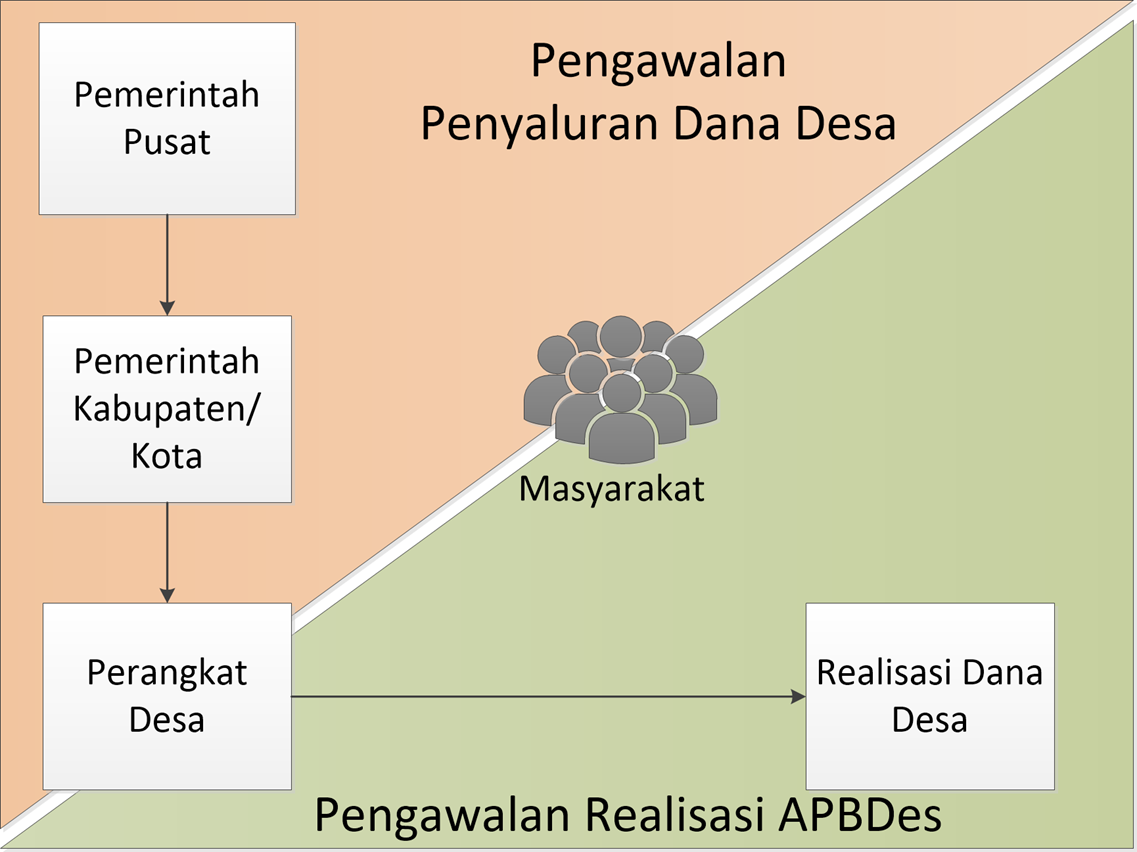 Pengawalan
Penyaluran Dana Desa
Pemerintah
Pusat
Pemerintah
Kabupaten/
Kota
Masyarakat
Perangkat
Desa
Realisasi Dana
Desa
Pengawalan Realisasi APBDes